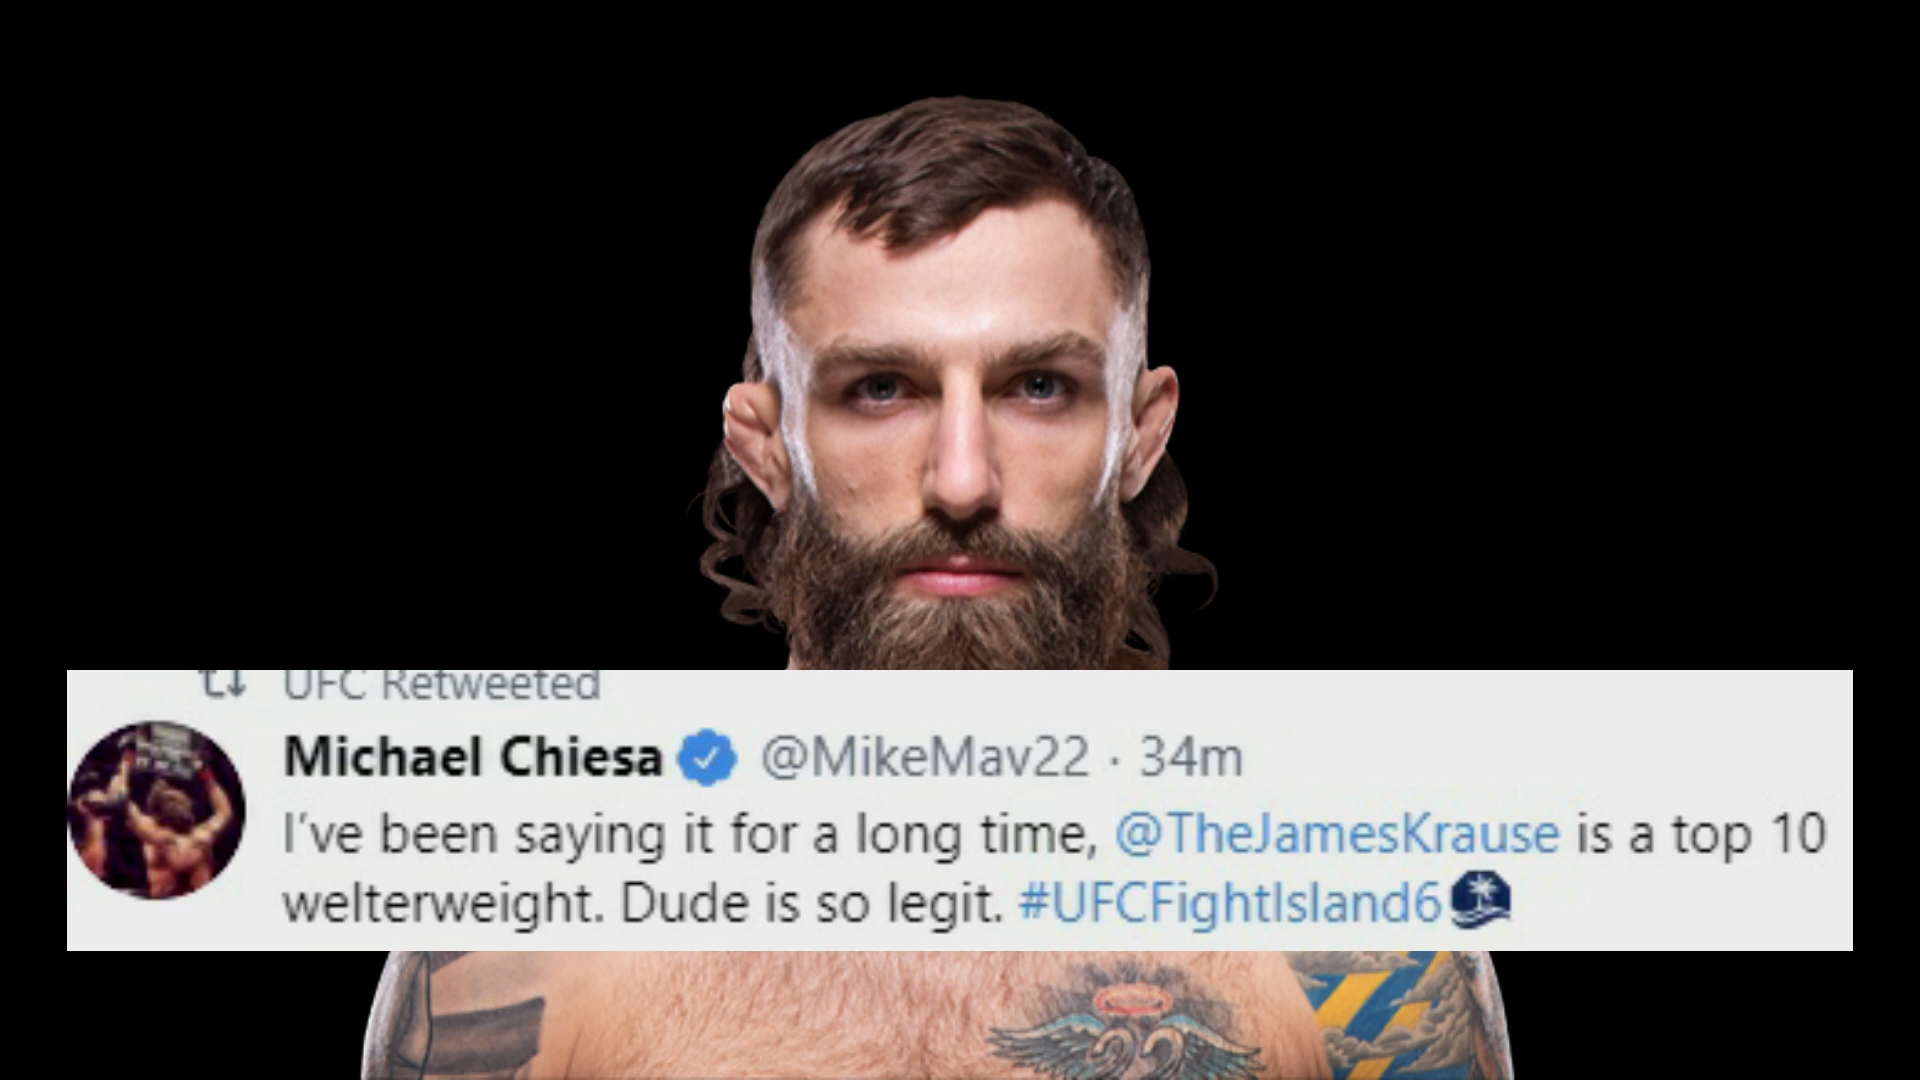 UFC Retweeted
Michael Chiesa @MikeMav22 · 34m
I've been saying it for a long time, @TheJamesKrause is a top 10
welterweight. Dude is so legit. #UFCFightIsland6
22